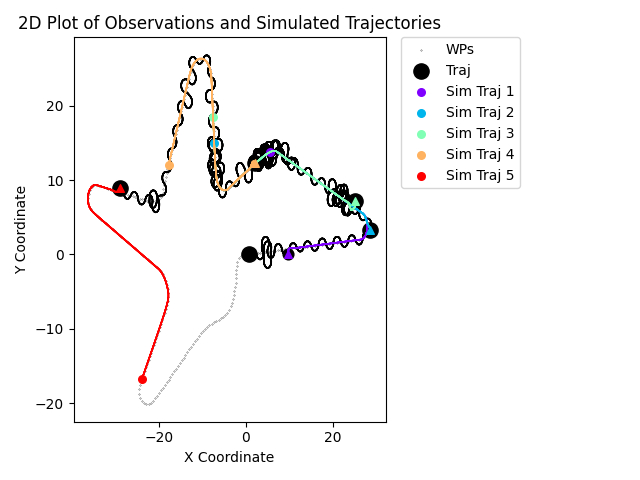 2D Plot of Observations and Simulated Trajectories
WPs
Traj
Sim Traj 1
Sim Traj 2
Sim Traj 3
Sim Traj 4
Sim Traj 5
Y Coordinate
20
10
0
−10
−20
−20
0
20
X Coordinate